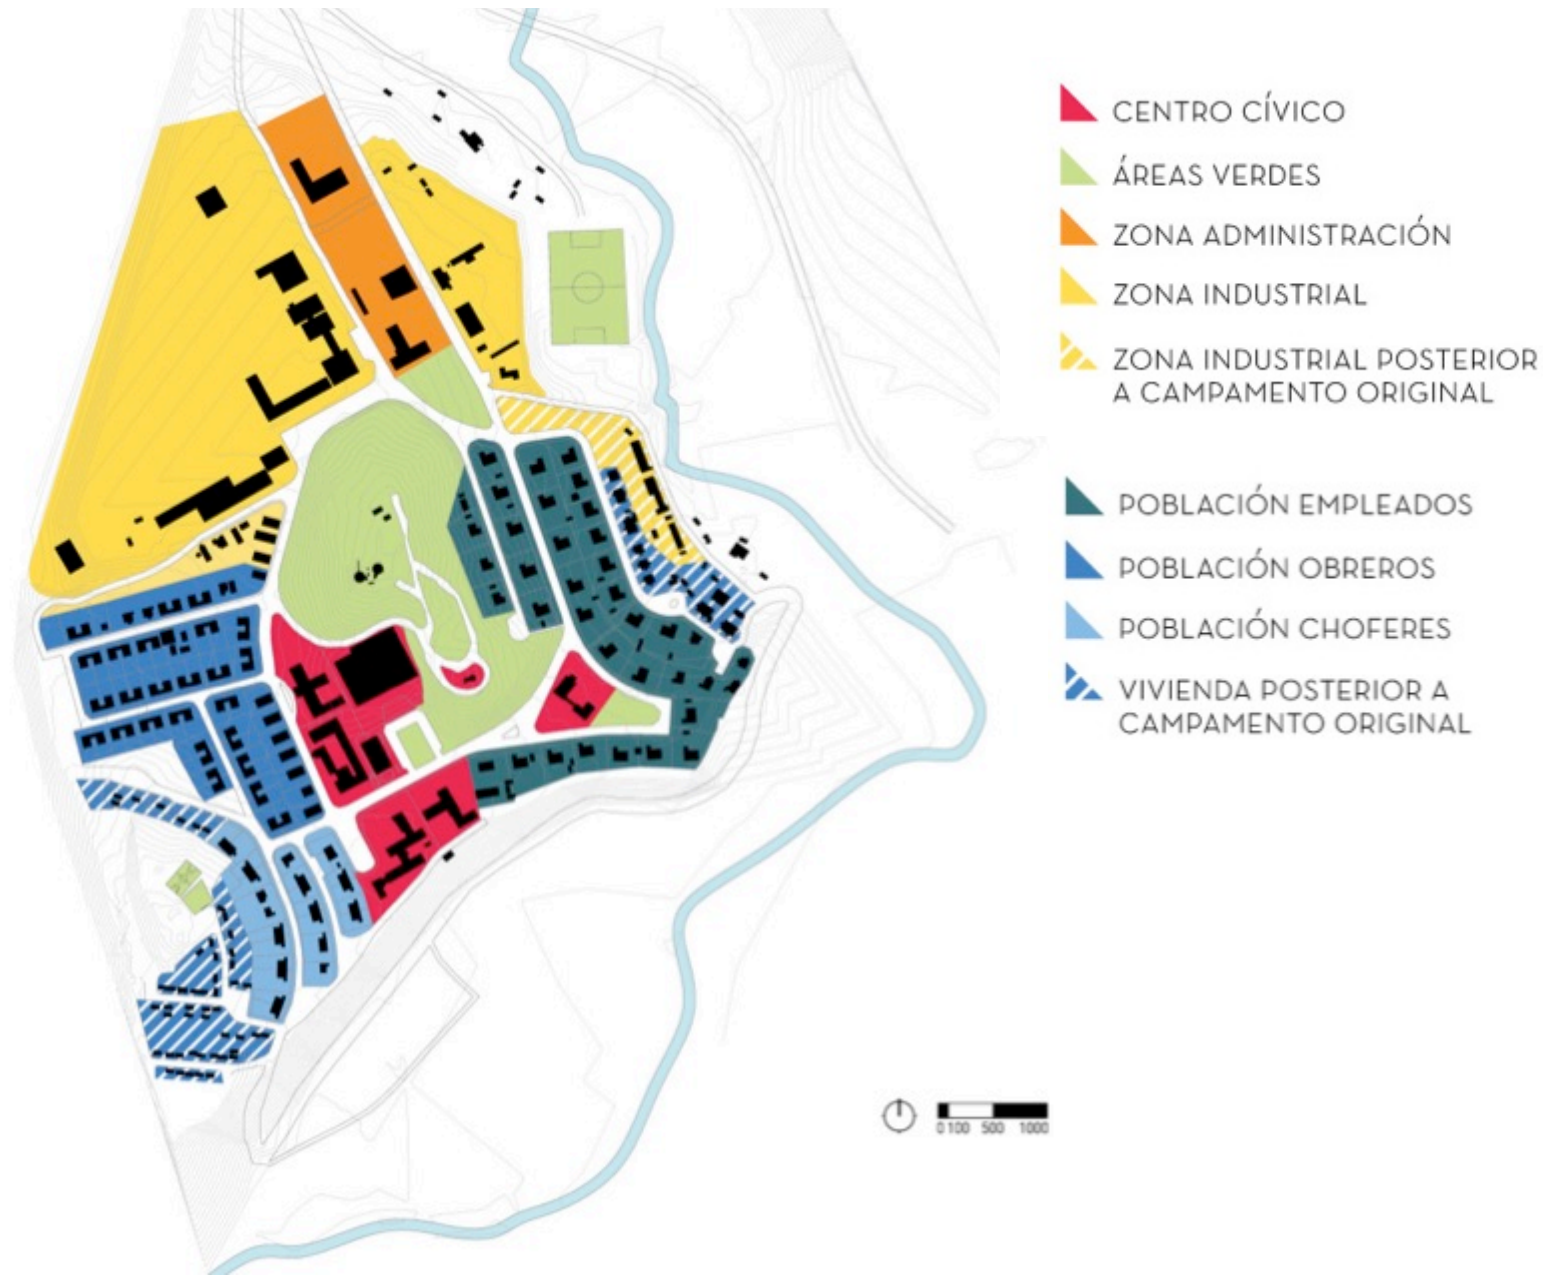 CENTRO CÍVICO
ÁREAS VERDES
ZONA ADMINISTRACIÓN
ZONA INDUSTRIAL
ZONA INDUSTRIAL POSTERIOR
A CAMPAMENTO ORIGINAL
POBLACIÓN EMPLEADOS
POBLACIÓN OBREROS
POBLACIÓN CHOFERES
VIVIENDA POSTERIOR A
CAMPAMENTO ORIGINAL
0 100 500 1000